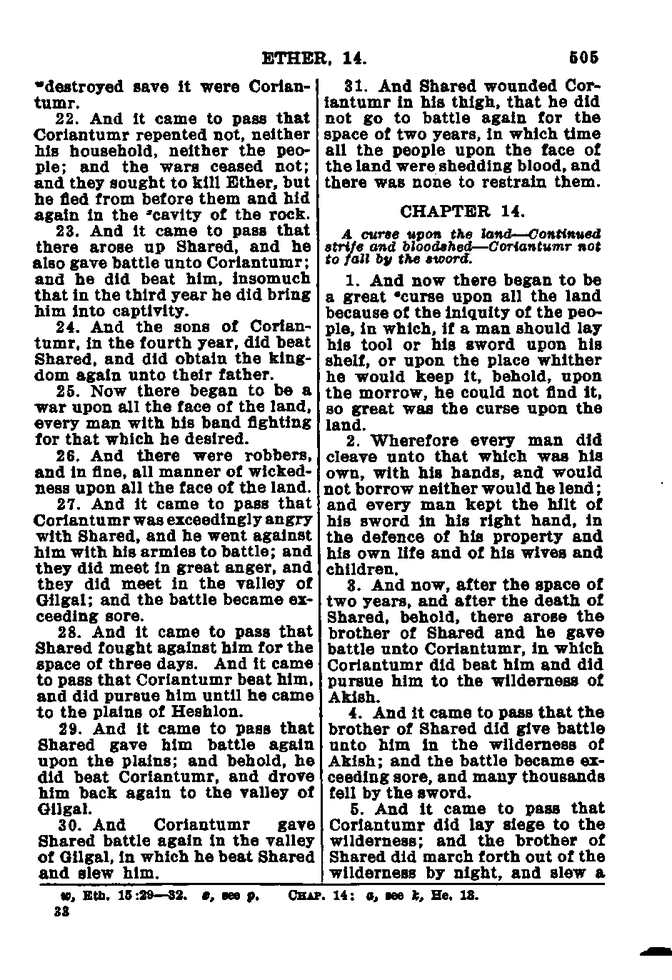 ETHER, 14. 505
ʷdestroyed save it were Corian-
tumr.
22. And it came to pass that
Coriantumr repented not, neither
his household, neither the peo-
ple; and the wars ceased not;
and they sought to kill Ether, but
he fled from before them and hid
again in the ᶻcavity of the rock.
23. And it came to pass that
there arose up Shared, and he
also gave battle unto Coriantumr;
and he did beat him, insomuch
that in the third year he did bring
him into captivity.
24. And the sons of Corian-
tumr, in the fourth year, did beat
Shared, and did obtain the king-
dom again unto their father.
25. Now there began to be a
war upon all the face of the land,
every man with his band fighting
for that which he desired.
26. And there were robbers,
and in fine, all manner of wicked-
ness upon all the face of the land.
27. And it came to pass that
Coriantumr was exceedingly angry
with Shared, and he went against
him with his armies to battle; and
they did meet in great anger, and
they did meet in the valley of
Gilgal; and the battle became ex-
ceeding sore.
28. And it came to pass that
Shared fought against him for the
space of three days. And it came
to pass that Coriantumr beat him,
and did pursue him until he came
to the plains of Heshlon.
29. And it came to pass that
Shared gave him battle again
upon the plains; and behold, he
did beat Coriantumr, and drove
him back again to the valley of
Gilgal.
30. And Coriantumr gave
Shared battle again in the valley
of Gilgal, in which he beat Shared
and slew him.
31. And Shared wounded Cor-
iantumr in his thigh, that he did
not go to battle again for the
space of two years, in which time
all the people upon the face of
the land were shedding blood, and
there was none to restrain them.
CHAPTER 14.
A curse upon the land—Continued
strife and bloodshed—Coriantumr not
to fall by the sword.
1. And now there began to be
a great ᵃcurse upon all the land
because of the iniquity of the peo-
ple, in which, if a man should lay
his tool or his sword upon his
shelf, or upon the place whither
he would keep it, behold, upon
the morrow, he could not find it,
so great was the curse upon the
land.
2. Wherefore every man did
cleave unto that which was his
own, with his hands, and would
not borrow neither would he lend;
and every man kept the hilt of
his sword in his right hand, in
the defence of his property and
his own life and of his wives and
children.
3. And now, after the space of
two years, and after the death of
Shared, behold, there arose the
brother of Shared and he gave
battle unto Coriantumr, in which
Coriantumr did beat him and did
pursue him to the wilderness of
Akish.
4. And it came to pass that the
brother of Shared did give battle
unto him in the wilderness of
Akish; and the battle became ex-
ceeding sore, and many thousands
fell by the sword.
5. And it came to pass that
Coriantumr did lay siege to the
wilderness; and the brother of
Shared did march forth out of the
wilderness by night, and slew a
w, Eth. 15:29—32. z, see p. CHAP. 14: a, see k, He. 13.
33